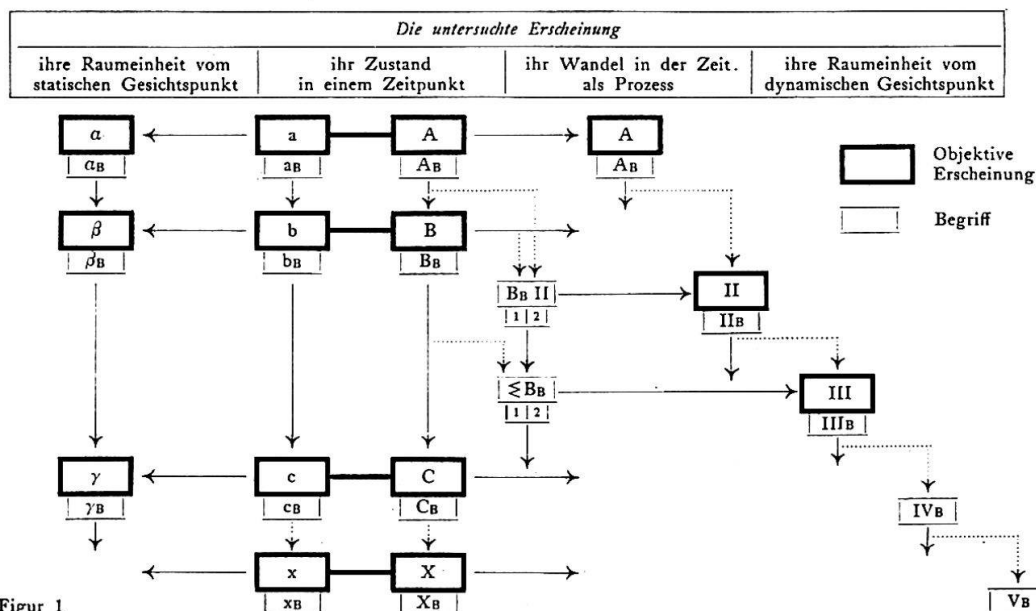 Die untersuchte Erscheinung
ihre Raumeinheit vom statischen Gesichtspunkt
ihr Zustand in einem Zeitpunkt
ihr Wandel in der Zeit. als Prozess
ihre Raumeinheit vom dynamischen Gesichtspunkt
α a A A
αB aB AB AB
Objektive
Erscheinung
β b B
βB bB BB
Begriff
BB II II
1 2 IIB
≶ BB III
1 2 IIIB
γ c C
γB cB CB IVB
x X
xB XB VB
Figur 1